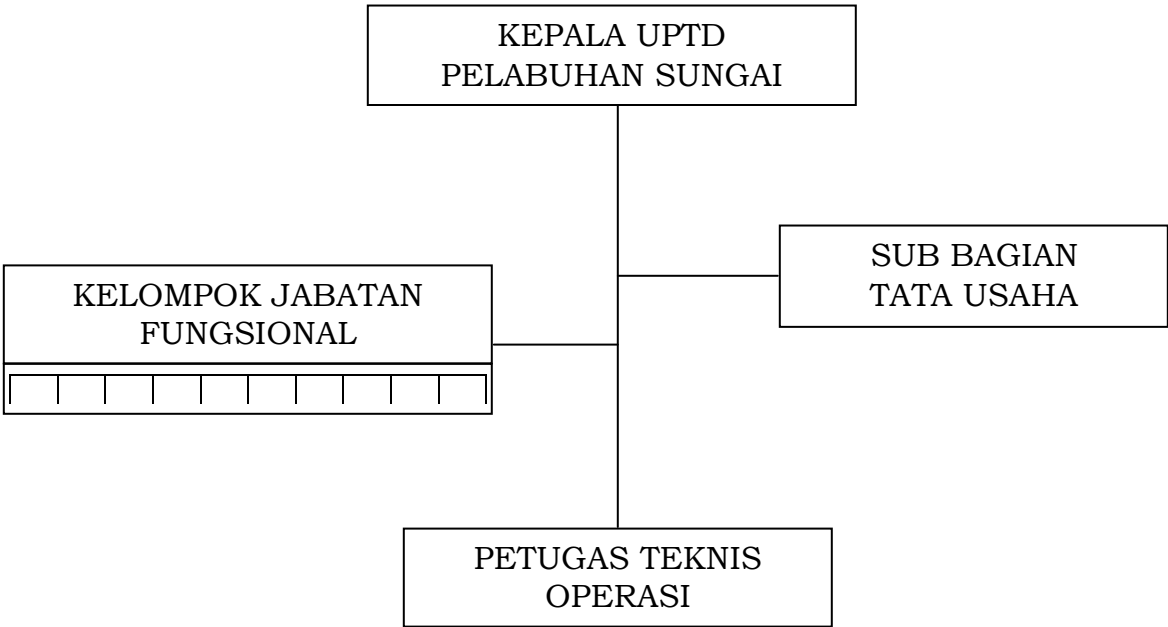 KEPALA UPTD
PELABUHAN SUNGAI
SUB BAGIAN
TATA USAHA
KELOMPOK JABATAN
FUNGSIONAL
PETUGAS TEKNIS
OPERASI